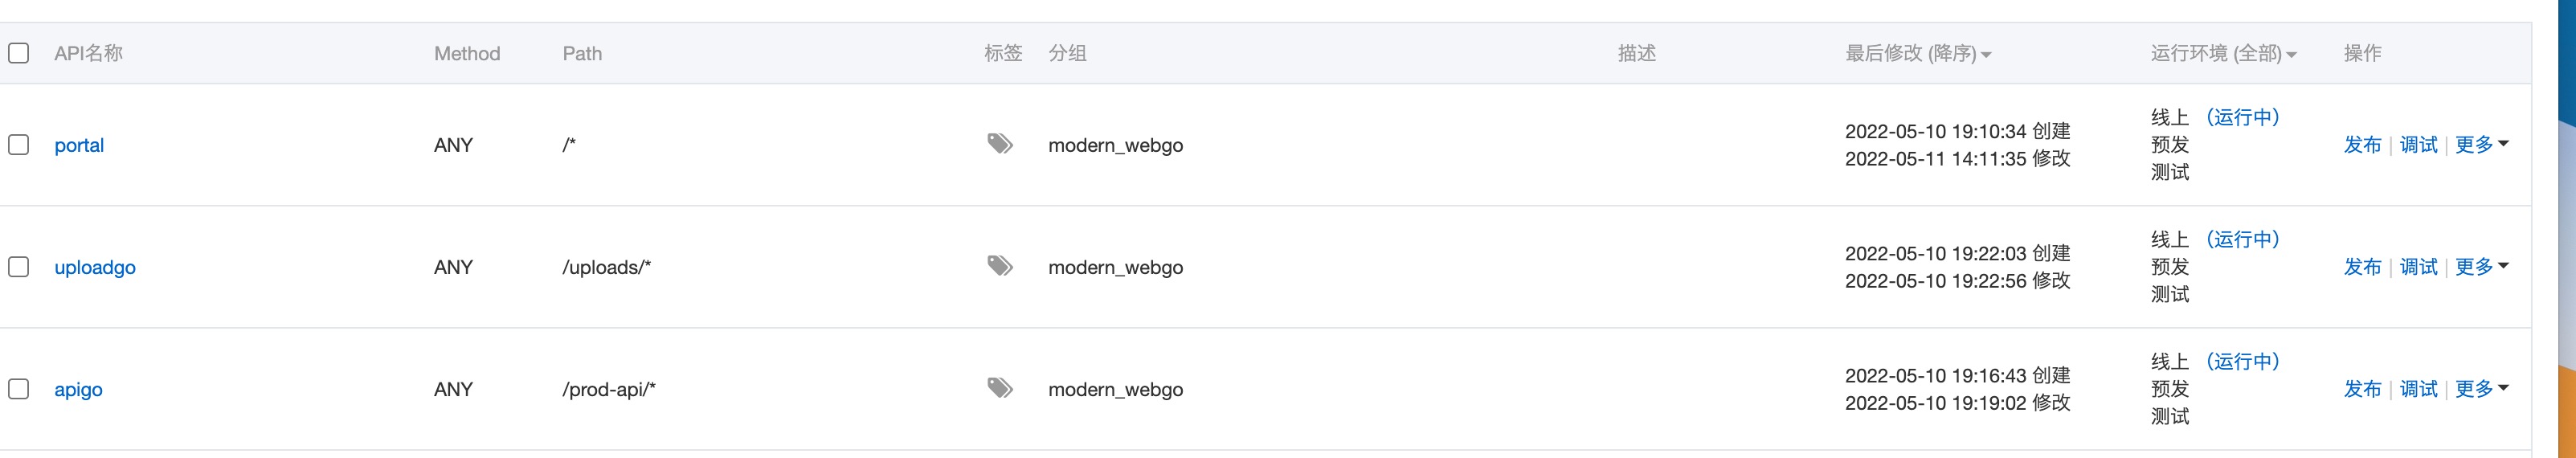 API名称 Method Path 标签 分组 描述 最后修改 (降序) 运行环境 (全部) 操作
portal ANY /* modern_webgo 2022-05-10 19:10:34 创建 2022-05-11 14:11:35 修改 线上 (运行中) 预发 测试 发布 | 调试 | 更多
uploadgo ANY /uploads/* modern_webgo 2022-05-10 19:22:03 创建 2022-05-10 19:22:56 修改 线上 (运行中) 预发 测试 发布 | 调试 | 更多
apigo ANY /prod-api/* modern_webgo 2022-05-10 19:16:43 创建 2022-05-10 19:19:02 修改 线上 (运行中) 预发 测试 发布 | 调试 | 更多